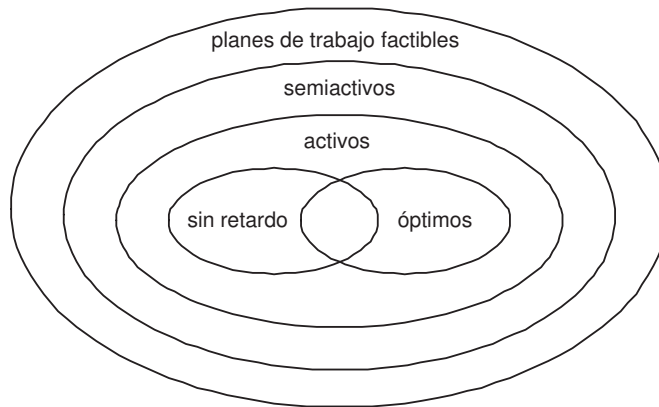 planes de trabajo factibles
semiactivos
activos
sin retardo
óptimos